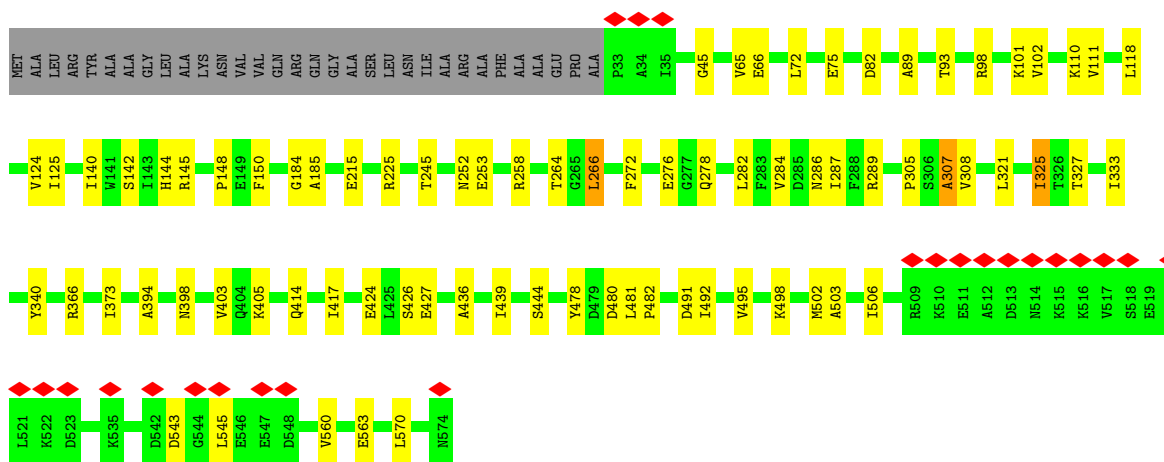 MET ALA LEU ARG TYR ALA ALA GLY LEU ALA LYS ASN VAL VAL GLN ARG GLN GLY ALA SER LEU ASN ILE ALA ARG ALA PHE ALA ALA GLU PRO ALA P33 A34 I35 G45 V65 E66 L72 E75 D82 A89 T93 R98 K101 V102 K110 V111 L118
V124 I125 I140 W141 S142 I143 H144 R145 P148 E149 F150 G184 A185 E215 R225 T245 N252 E253 R258 T264 G265 L266 F272 E276 G277 Q278 L282 F283 V284 D285 N286 I287 F288 R289 P305 S306 A307 V308 L321 I325 T326 T327 I333
Y340 R366 I373 A394 N398 V403 Q404 K405 Q414 I417 E424 L425 S426 E427 A436 I439 S444 Y478 D479 D480 L481 P482 D491 I492 V495 K498 M502 A503 I506 R509 K510 E511 A512 D513 N514 K515 K516 V517 S518 E519
L521 K522 D523 K535 D542 D543 G544 L545 E546 E547 D548 V560 E563 L570 N574